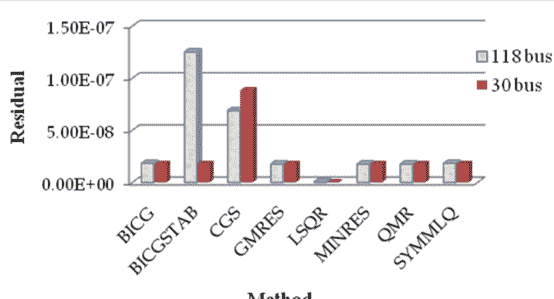 1.50E-07
1.00E-07
5.00E-08
0.00E+00
Residual
118 bus
30 bus
BICG
BICGSTAB
CGS
GMRES
LSQR
MINRES
QMR
SYMMLQ
Method